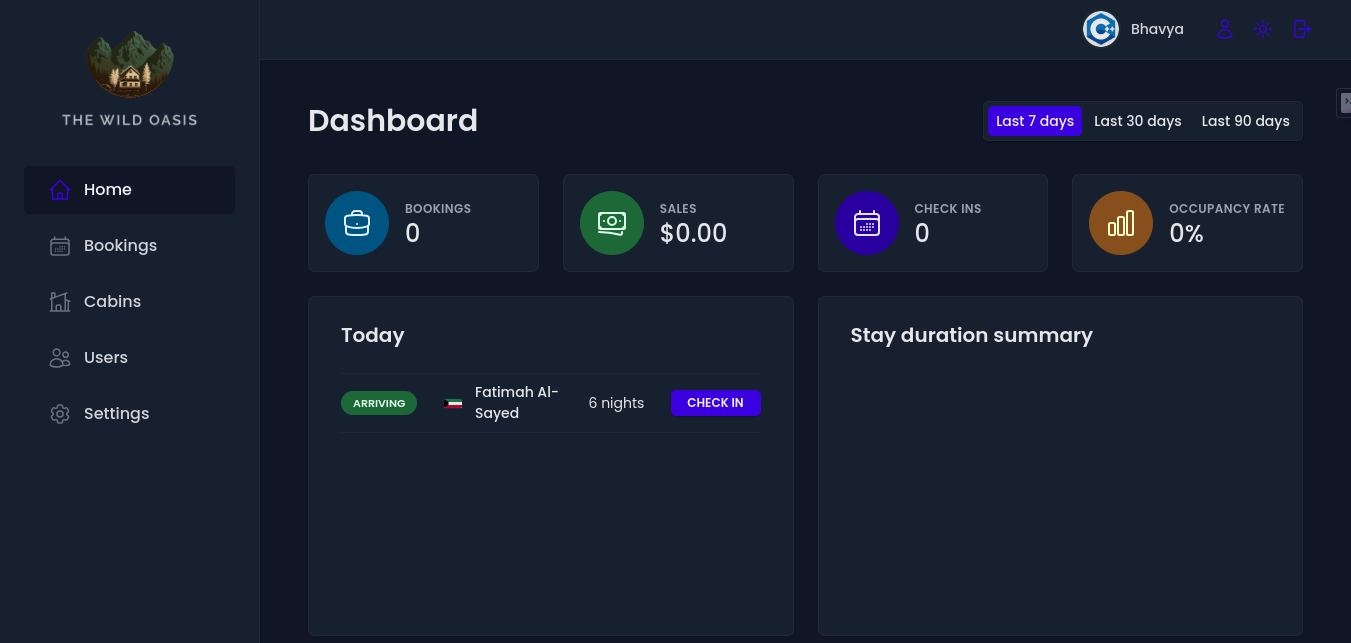 THE WILD OASIS
Home
Bookings
Cabins
Users
Settings
Bhavya
Dashboard
Last 7 days
Last 30 days
Last 90 days
BOOKINGS
0
SALES
$0.00
CHECK INS
0
OCCUPANCY RATE
0%
Today
ARRIVING
Fatimah Al-
Sayed
6 nights
CHECK IN
Stay duration summary